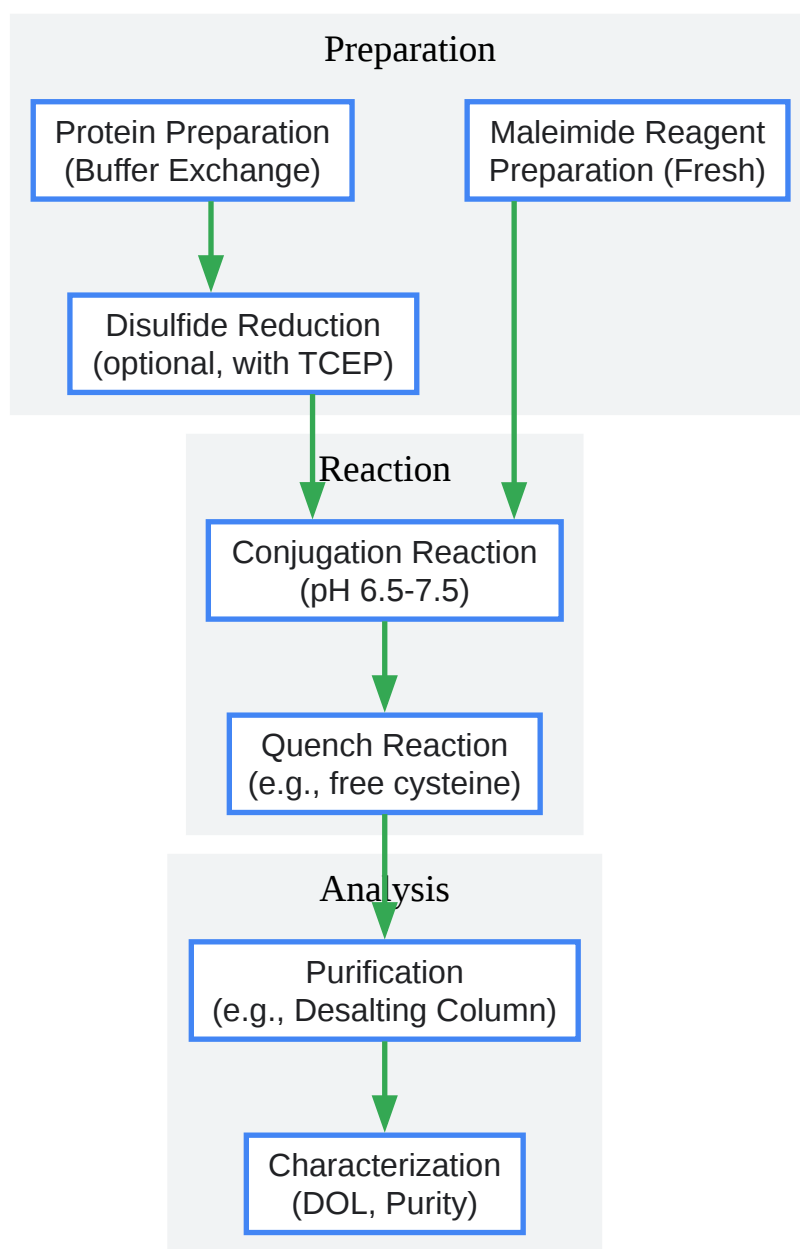 Preparation
Protein Preparation
(Buffer Exchange)
Maleimide Reagent
Preparation (Fresh)
Disulfide Reduction
(optional, with TCEP)
Reaction
Conjugation Reaction
(pH 6.5-7.5)
Quench Reaction
(e.g., free cysteine)
Analysis
Purification
(e.g., Desalting Column)
Characterization
(DOL, Purity)